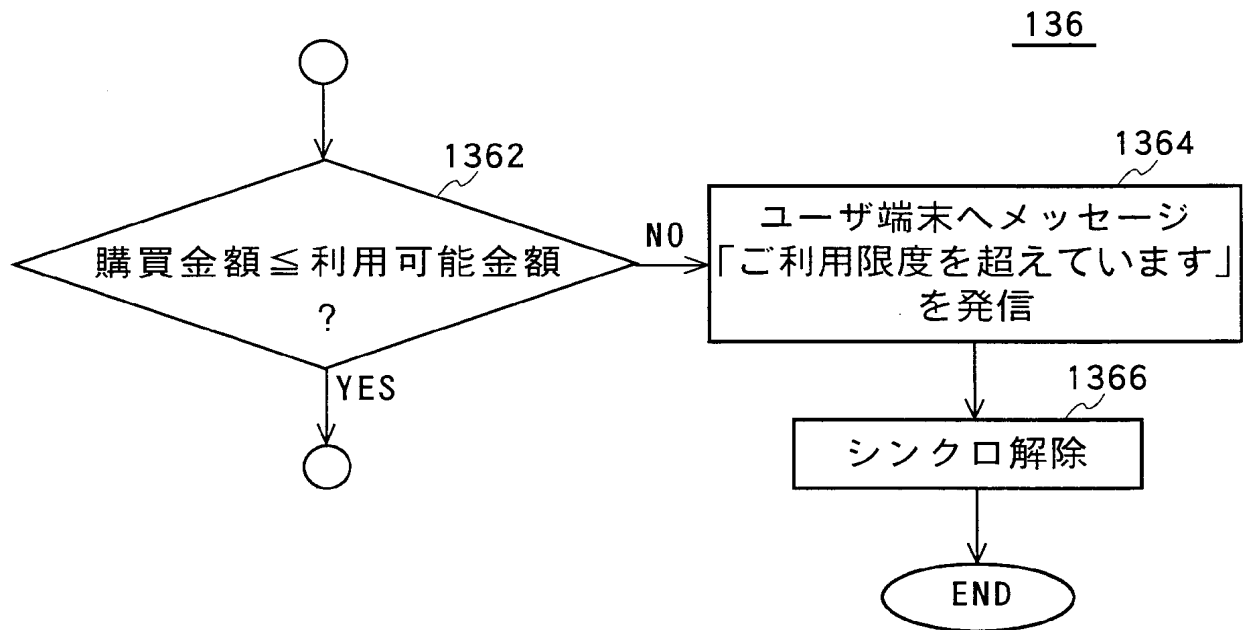 136
1362
購買金額≦利用可能金額
?
NO
YES
1364
ユーザ端末へメッセージ
「ご利用限度を超えています」
を発信
1366
シンクロ解除
END